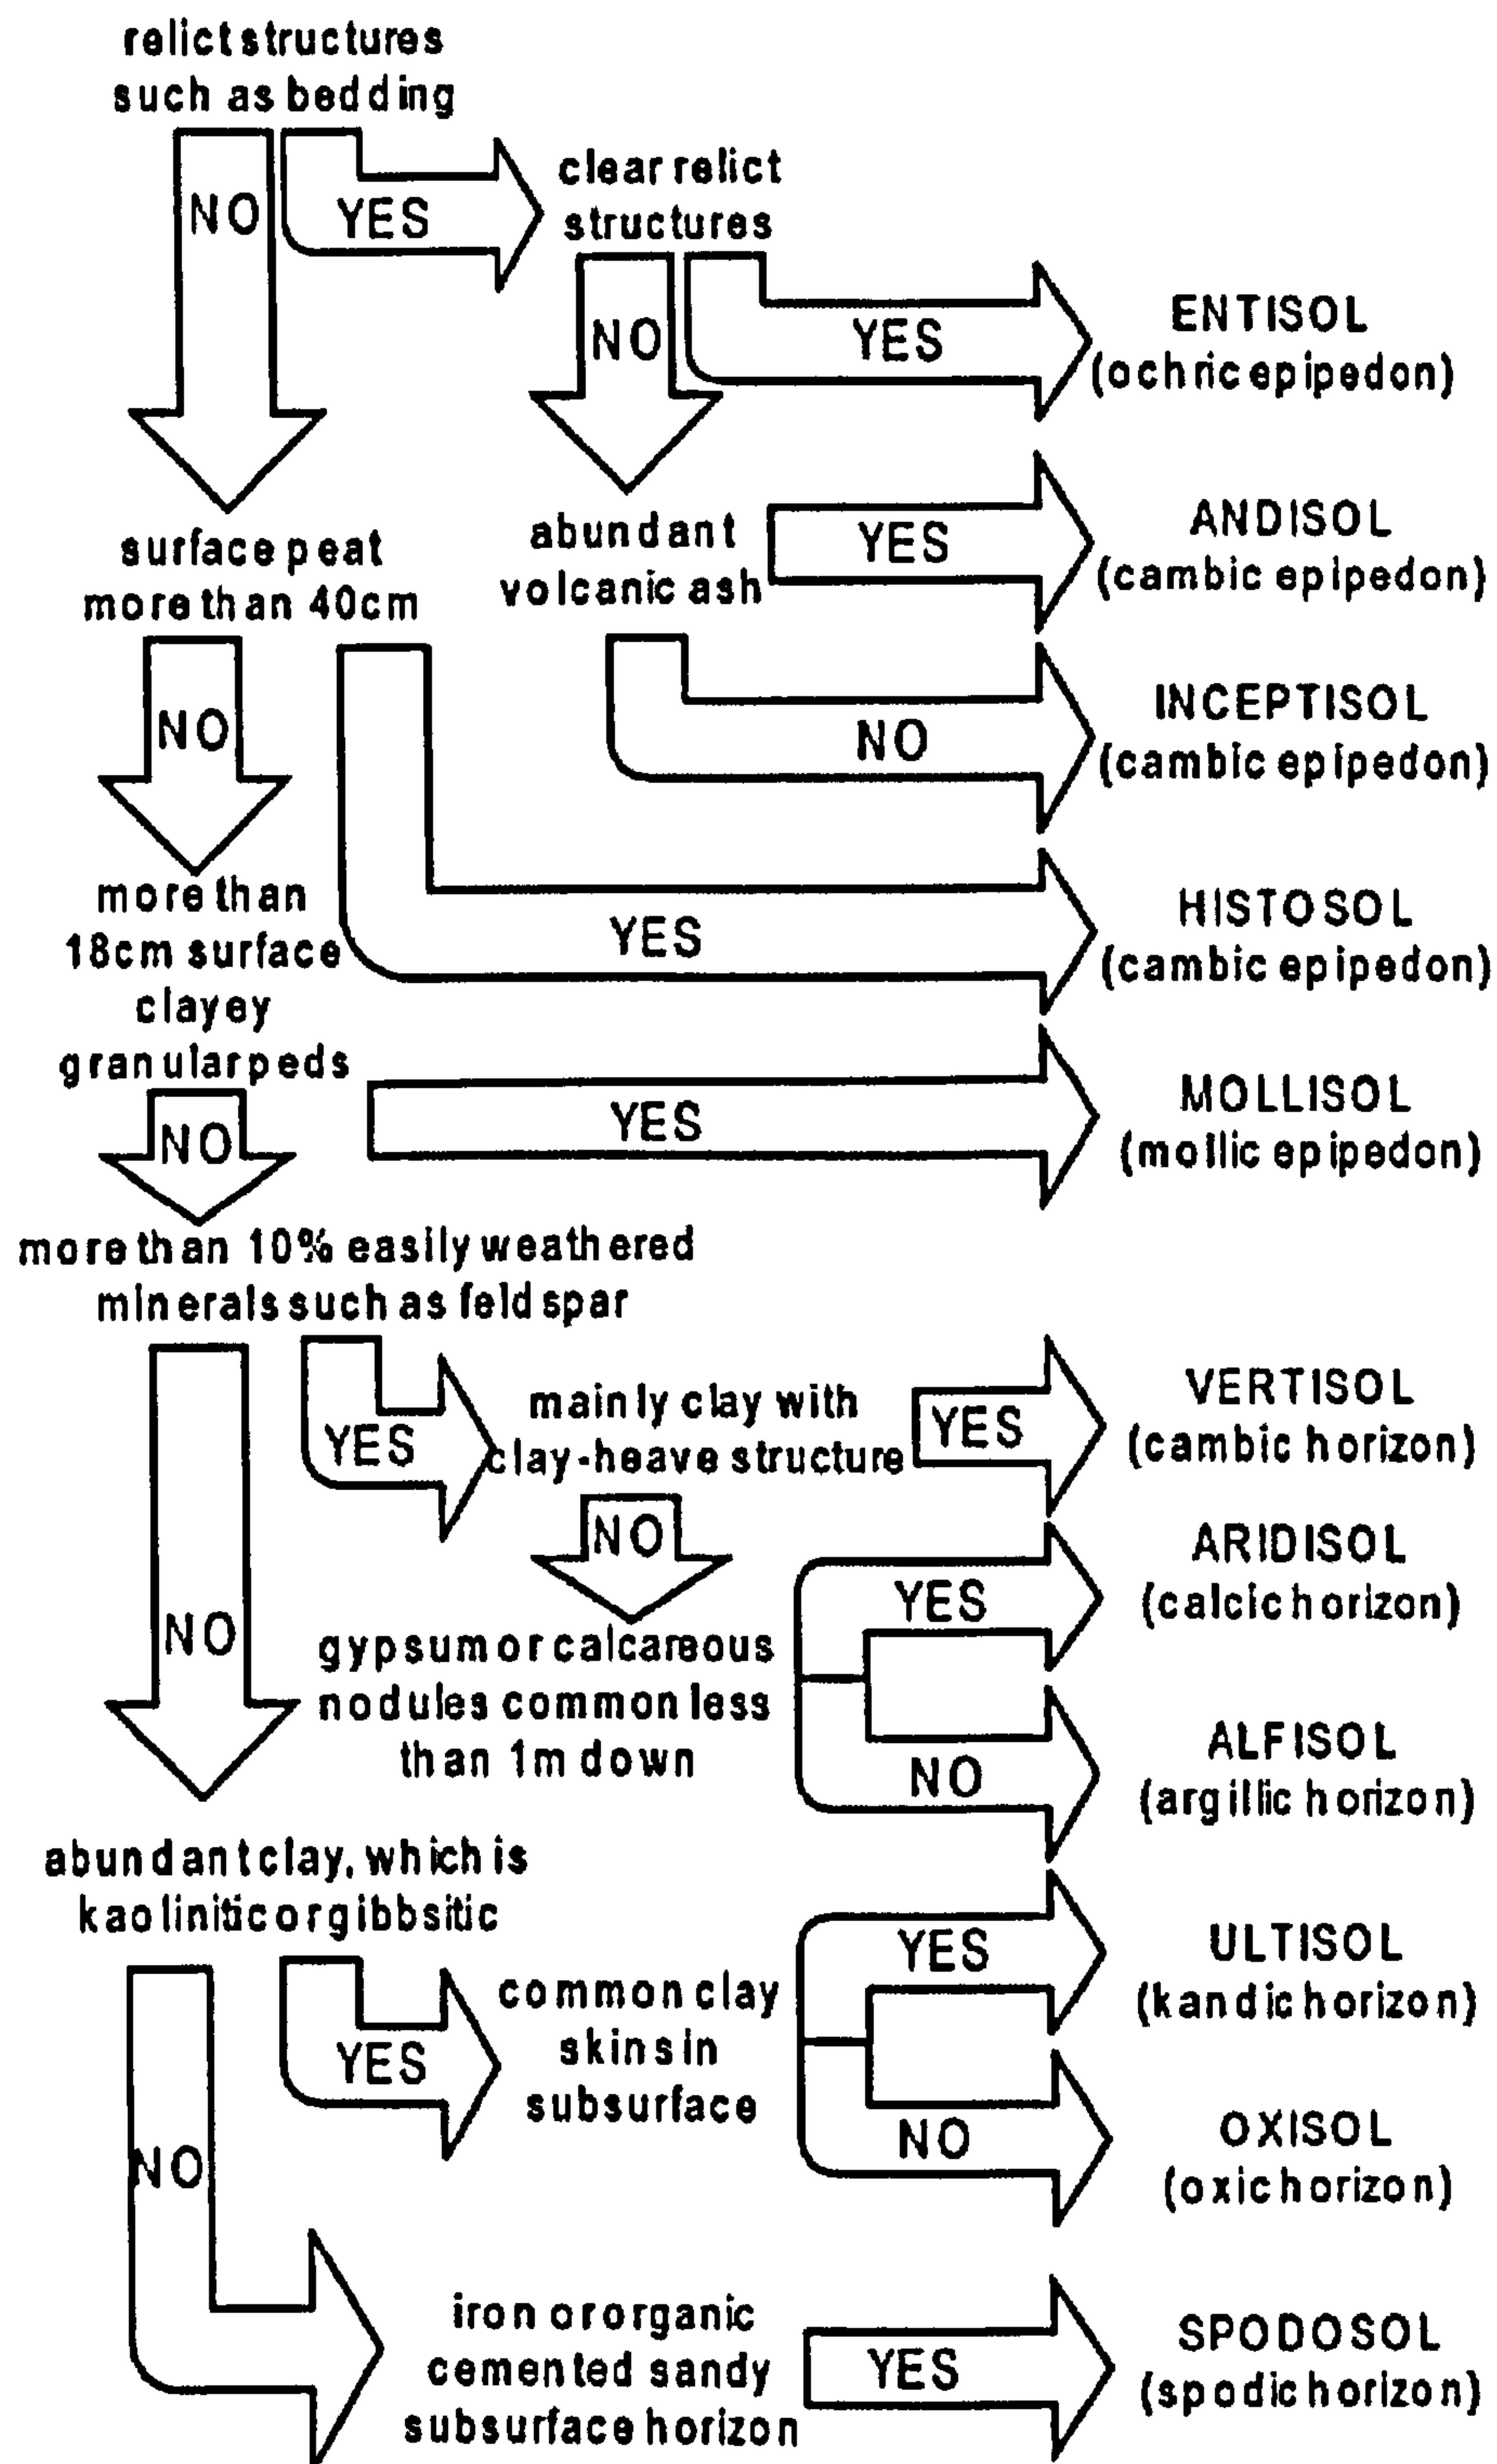 relict structures
such as bedding
NO
YES
clear relict
structures
NO
YES
ENTISOL
(ochric epipedon)
abundant
volcanic ash
YES
ANDISOL
(cambic epipedon)
surface peat
more than 40cm
NO
INCEPTISOL
(cambic epipedon)
NO
YES
HISTOSOL
(cambic epipedon)
more than
18cm surface
clayey
granular peds
YES
MOLLISOL
(mollic epipedon)
NO
more than 10% easily weathered
minerals such as feldspar
YES
mainly clay with
clay-heave structure
YES
VERTISOL
(cambic horizon)
NO
NO
gypsum or calcareous
nodules common less
than 1m down
YES
ARIDISOL
(calcic horizon)
NO
ALFISOL
(argillic horizon)
abundant clay, which is
kaolinitic or gibbsitic
YES
common clay
skins in
subsurface
YES
ULTISOL
(kandic horizon)
NO
OXISOL
(oxic horizon)
NO
iron or organic
cemented sandy
subsurface horizon
YES
SPODOSOL
(spodic horizon)